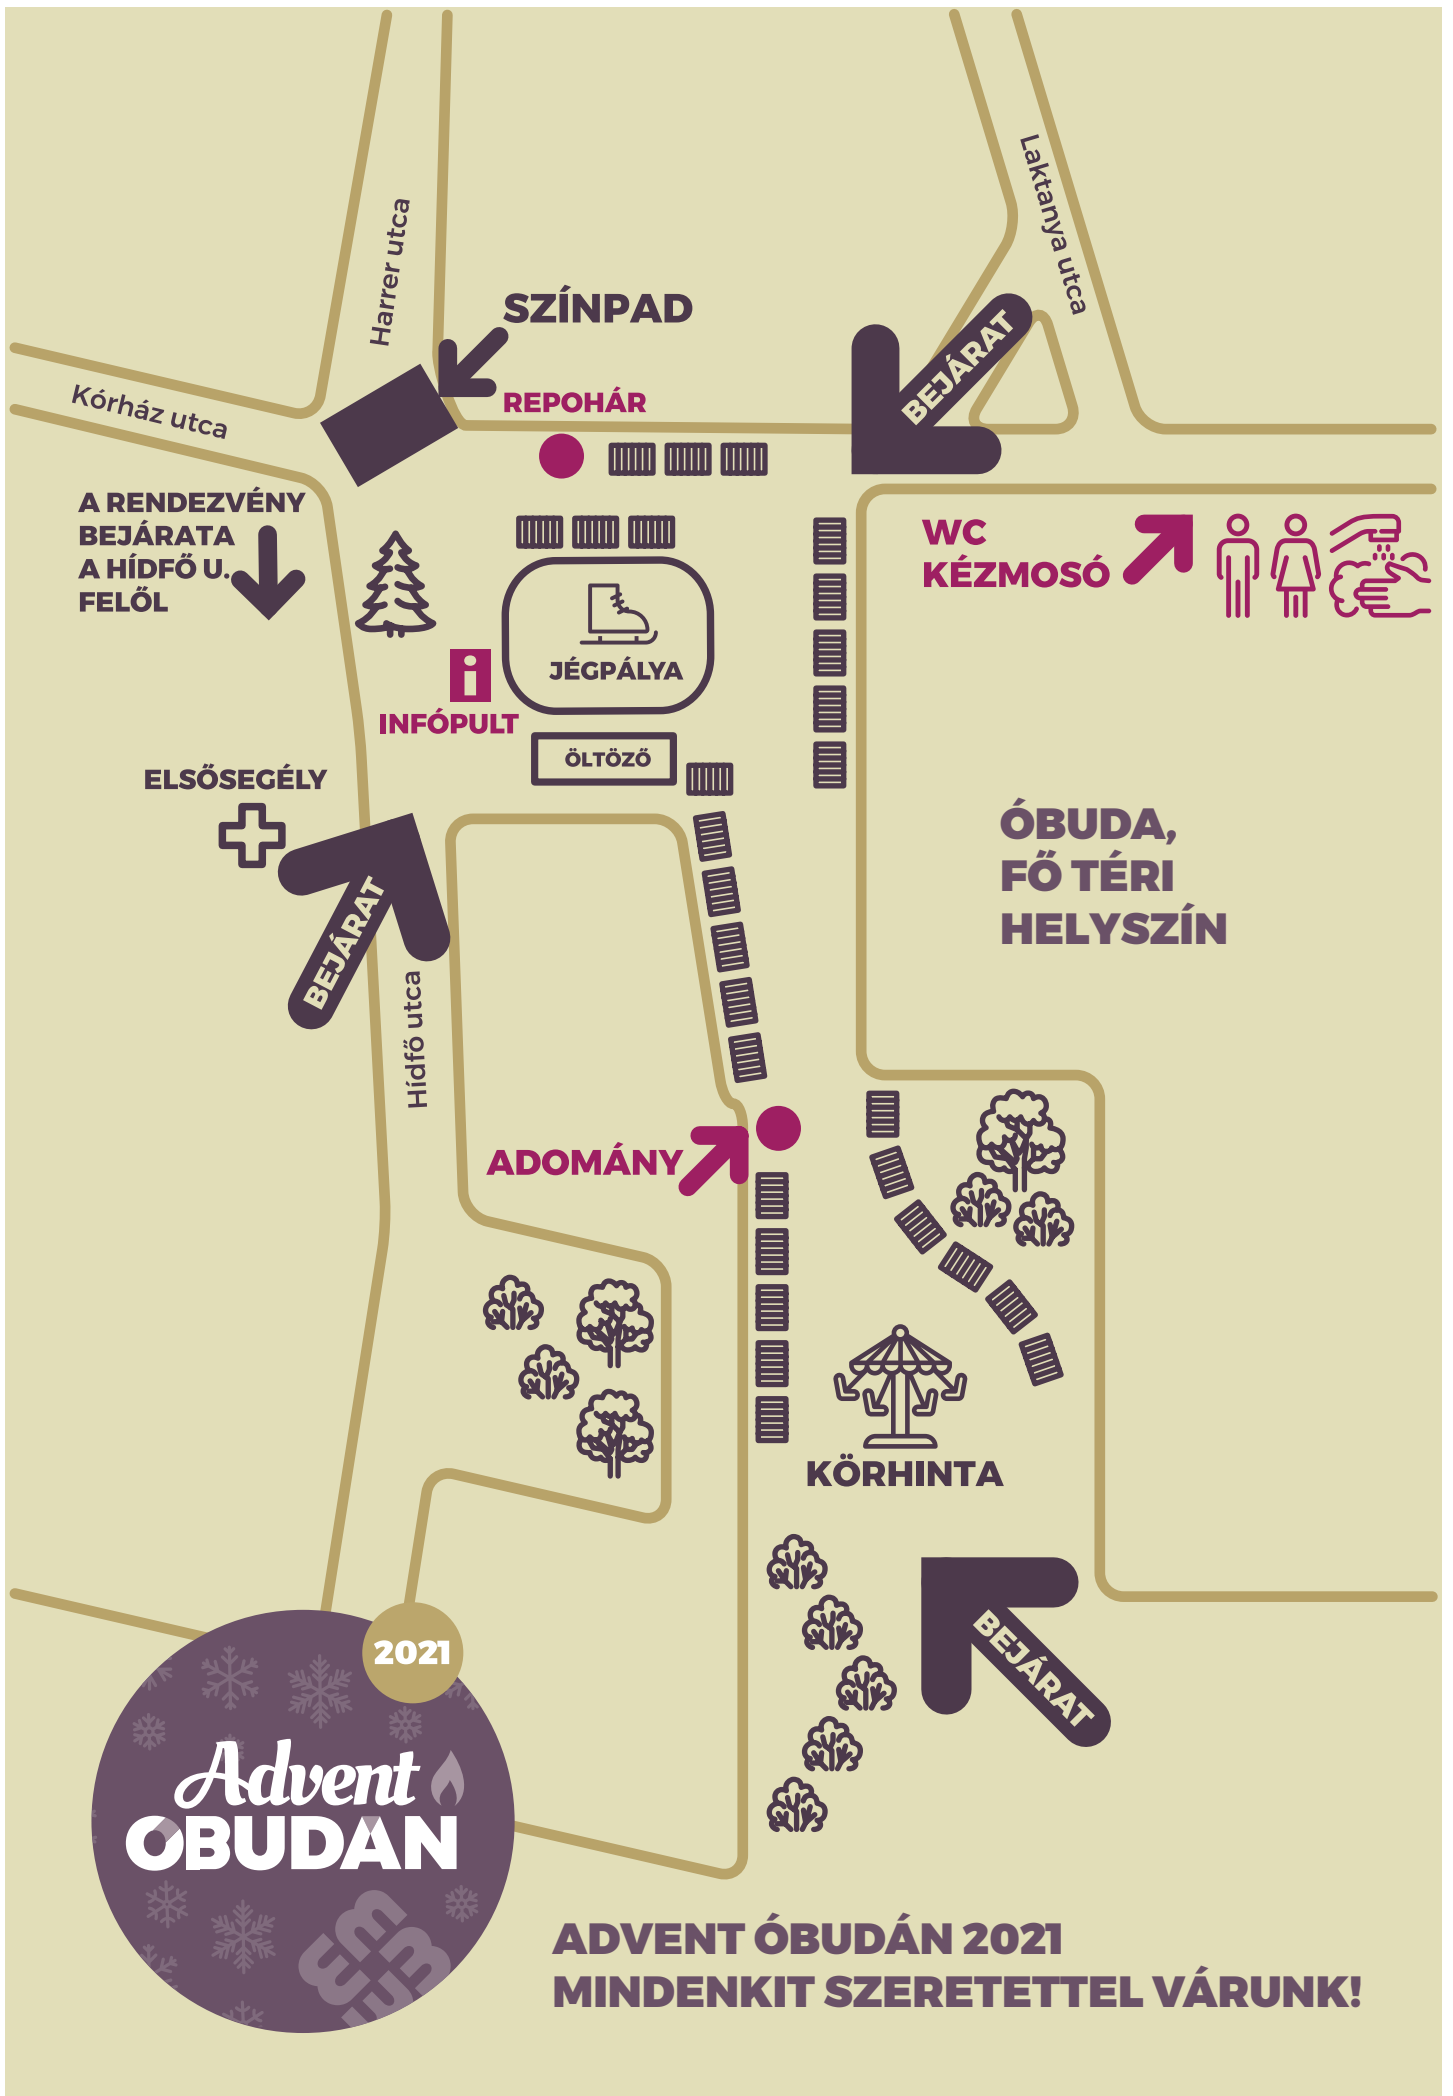 Harrer utca
Laktanya utca
SZÍNPAD
BEJÁRAT
Kórház utca
REPOHÁR
A RENDEZVÉNY
BEJÁRATA
A HÍDFŐ U.
FELŐL
WC
KÉZMOSÓ
i
INFÓPULT
JÉGPÁLYA
ÖLTÖZŐ
ELSŐSEGÉLY
BEJÁRAT
Hídfő utca
ÓBUDA,
FŐ TÉRI
HELYSZÍN
ADOMÁNY
KÖRHINTA
BEJÁRAT
2021
Advent
ÓBUDÁN
ADVENT ÓBUDÁN 2021
MINDENKIT SZERETETTEL VÁRUNK!